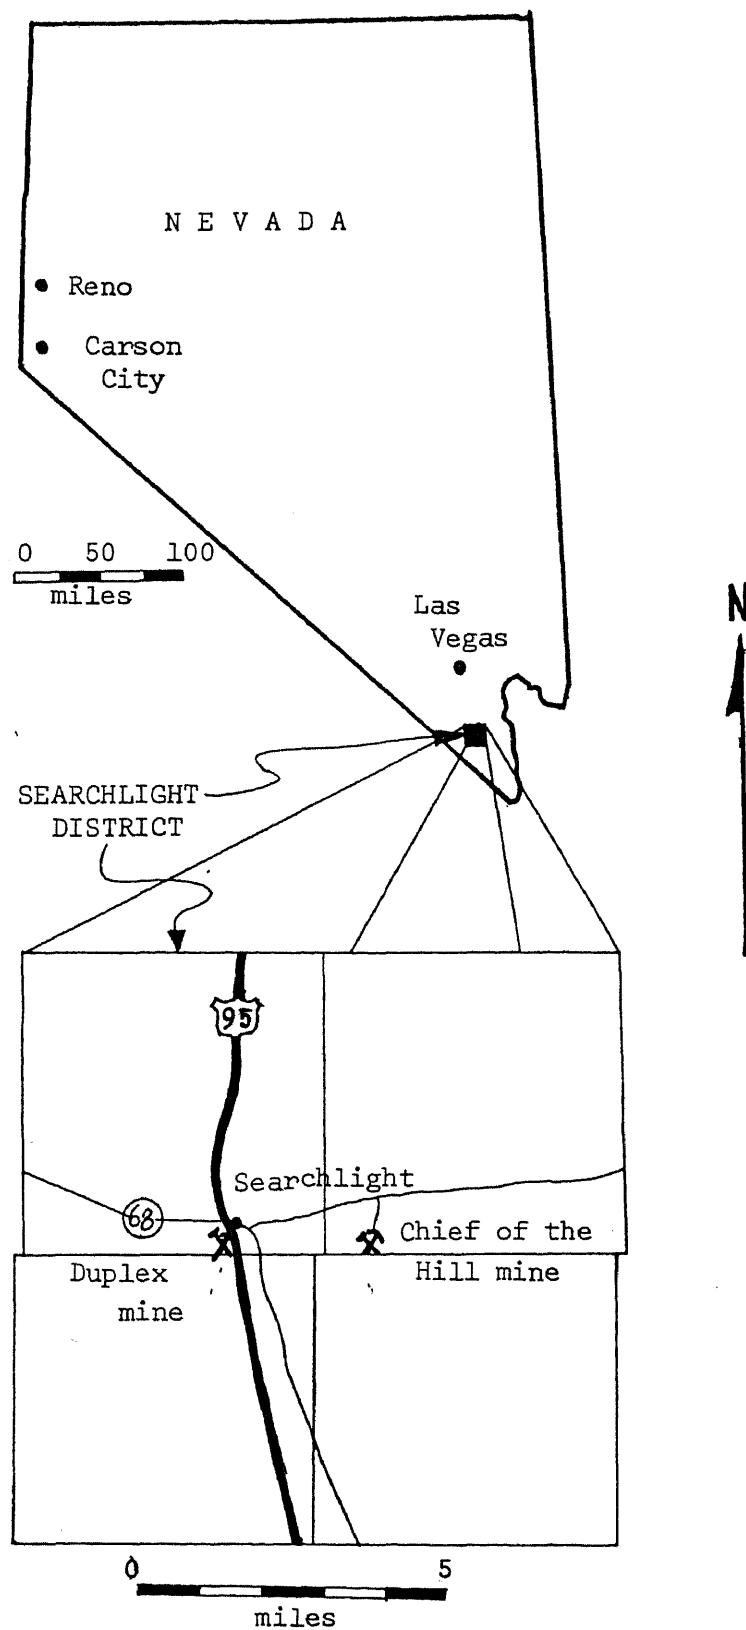 N E V A D A
Reno
Carson
City
0 50 100
miles
Las
Vegas
N
SEARCHLIGHT
DISTRICT
95
Searchlight
68
Chief of the
Hill mine
Duplex
mine
0 5
miles